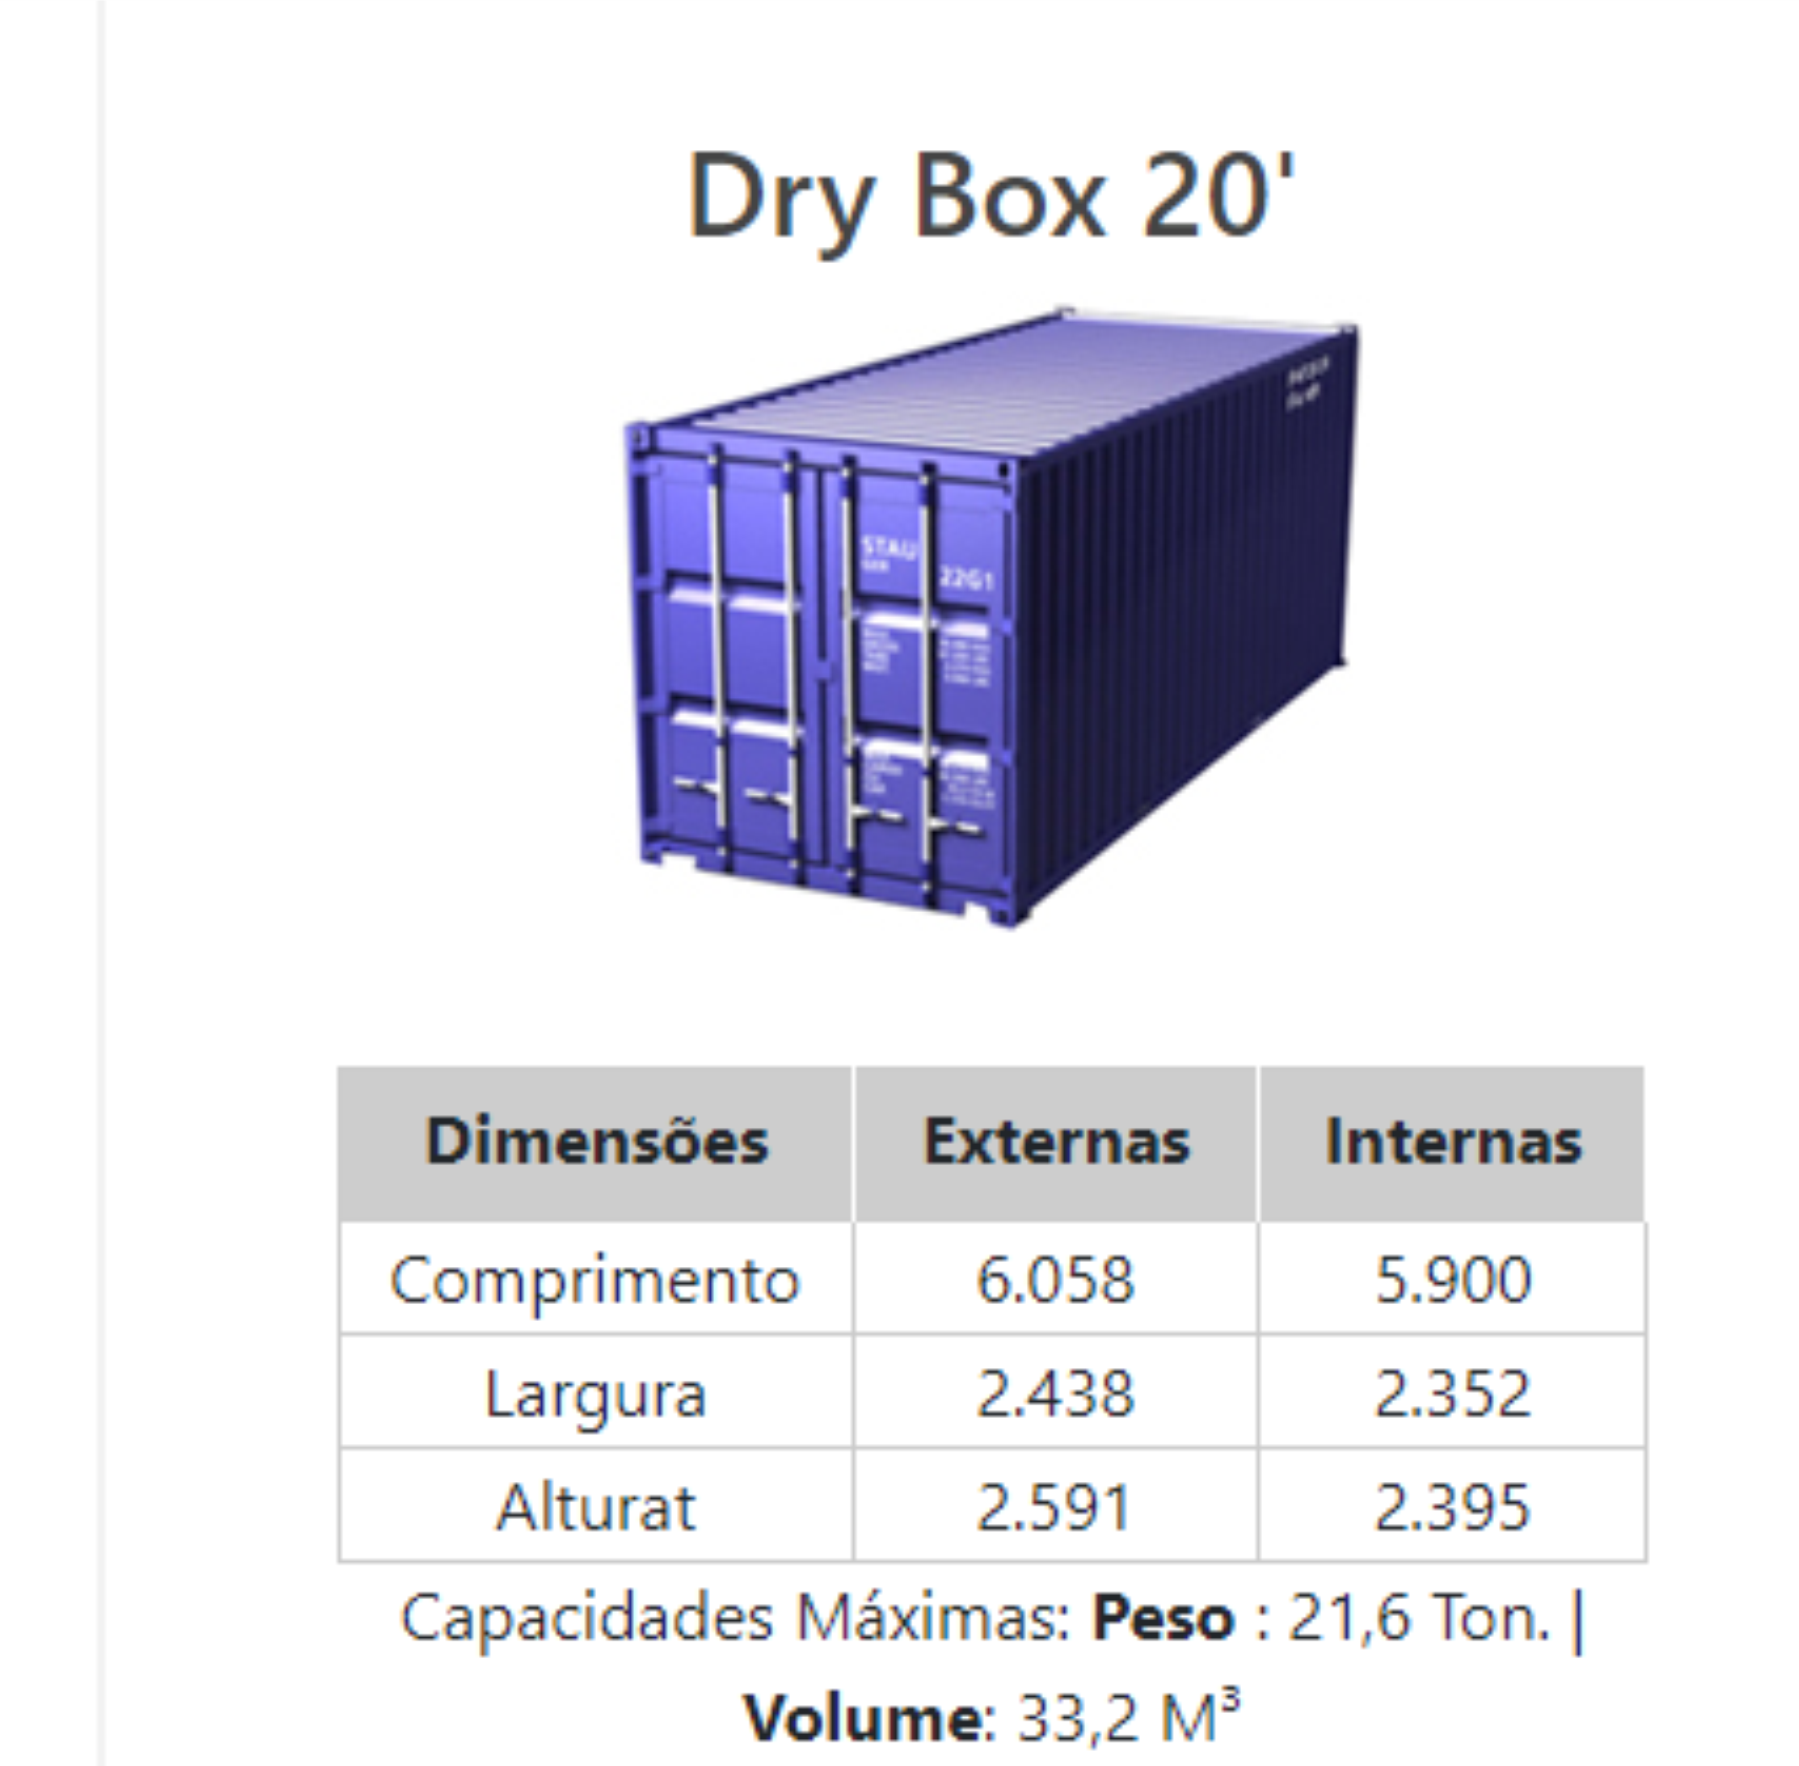 Dry Box 20'
STAU
22G1
Dimensões Externas Internas
Comprimento 6.058 5.900
Largura 2.438 2.352
Alturat 2.591 2.395
Capacidades Máximas: Peso : 21,6 Ton. |
Volume: 33,2 M³